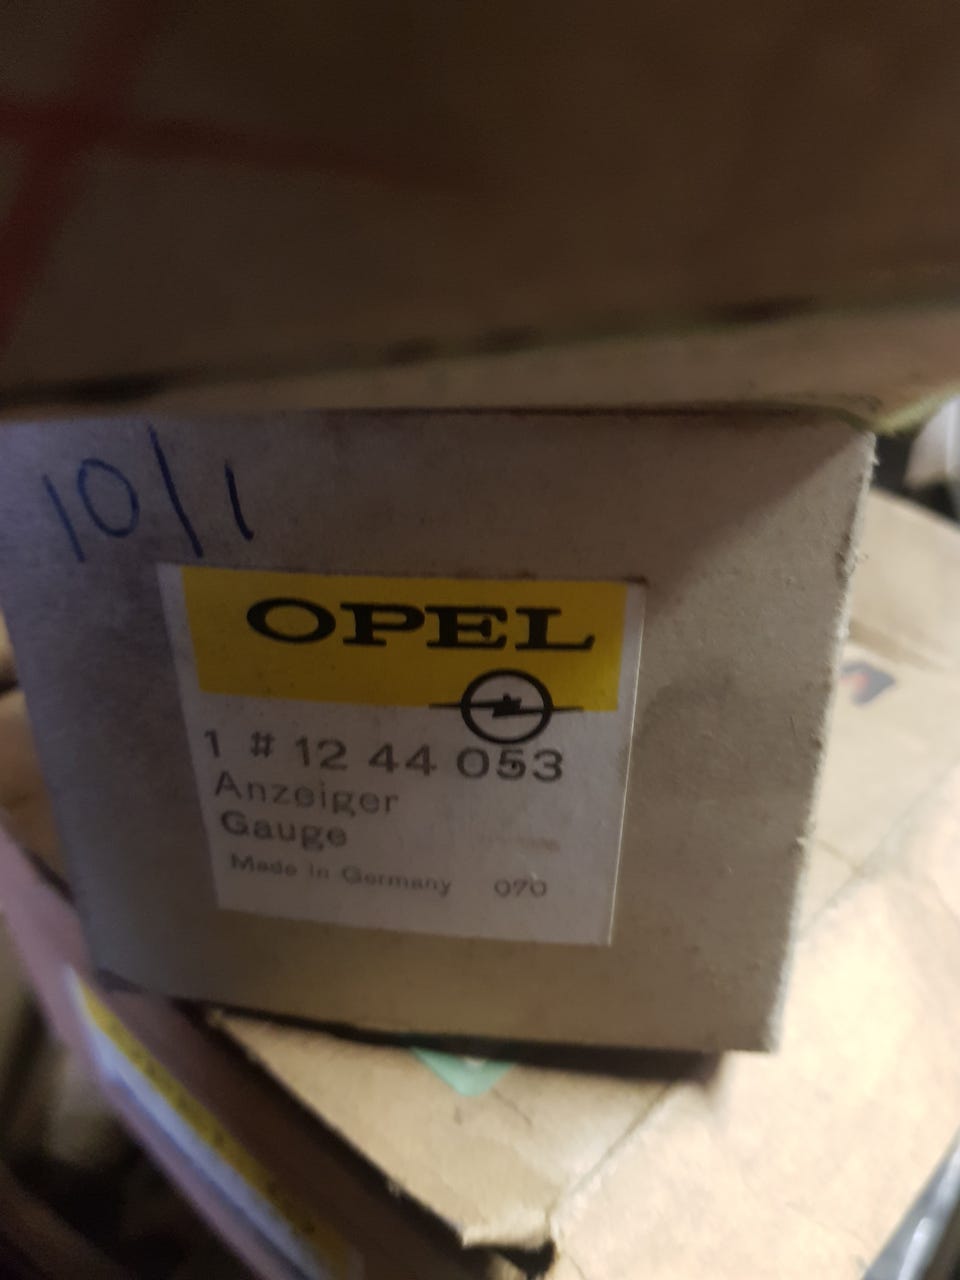 10/1
OPEL
1 # 12 44 053
Anzeiger
Gauge
Made in Germany 070